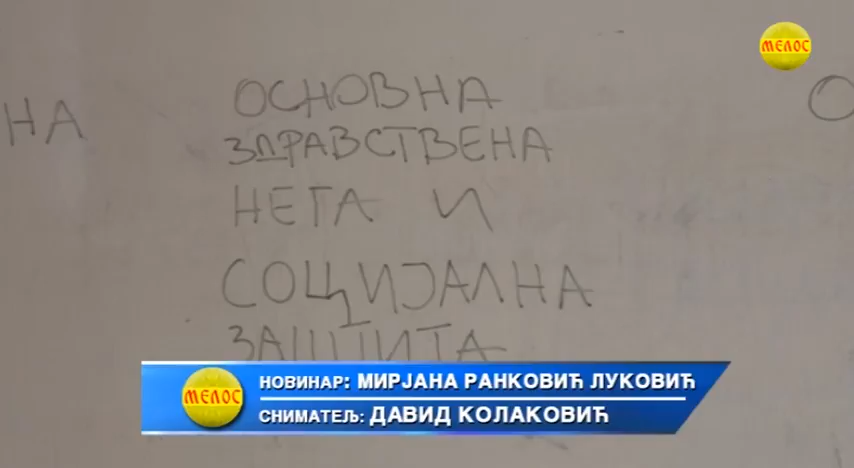 МЕЛОС
ОСНОВНА
НА
ЗДРАВСТВЕНА
НЕГА И
СОЦИЈАЛНА
ЗАШТИТА
МЕЛОС
НОВИНАР: МИРЈАНА РАНКОВИЋ ЛУКОВИЋ
СНИМАТЕЉ: ДАВИД КОЛАКОВИЋ